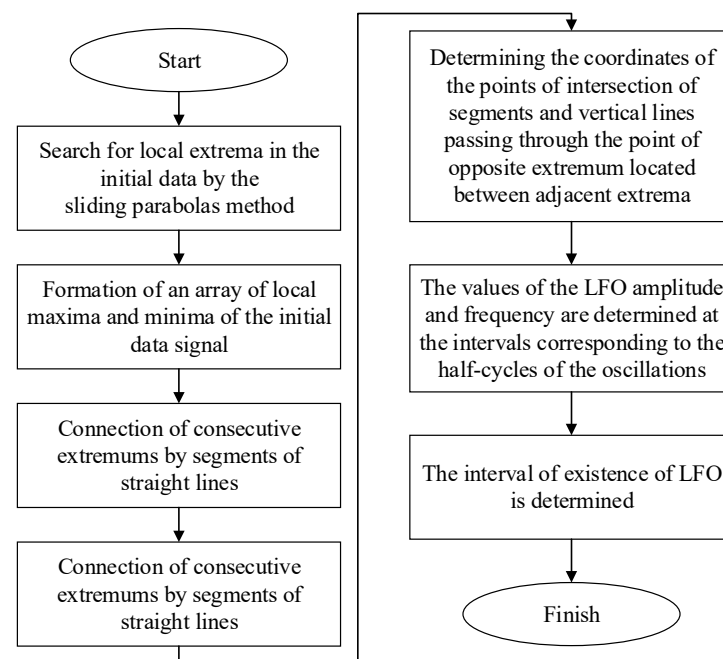 Start
Search for local extrema in the
initial data by the
sliding parabolas method
Formation of an array of local
maxima and minima of the initial
data signal
Connection of consecutive
extremums by segments of
straight lines
Connection of consecutive
extremums by segments of
straight lines
Determining the coordinates of
the points of intersection of
segments and vertical lines
passing through the point of
opposite extremum located
between adjacent extrema
The values of the LFO amplitude
and frequency are determined at
the intervals corresponding to the
half-cycles of the oscillations
The interval of existence of LFO
is determined
Finish